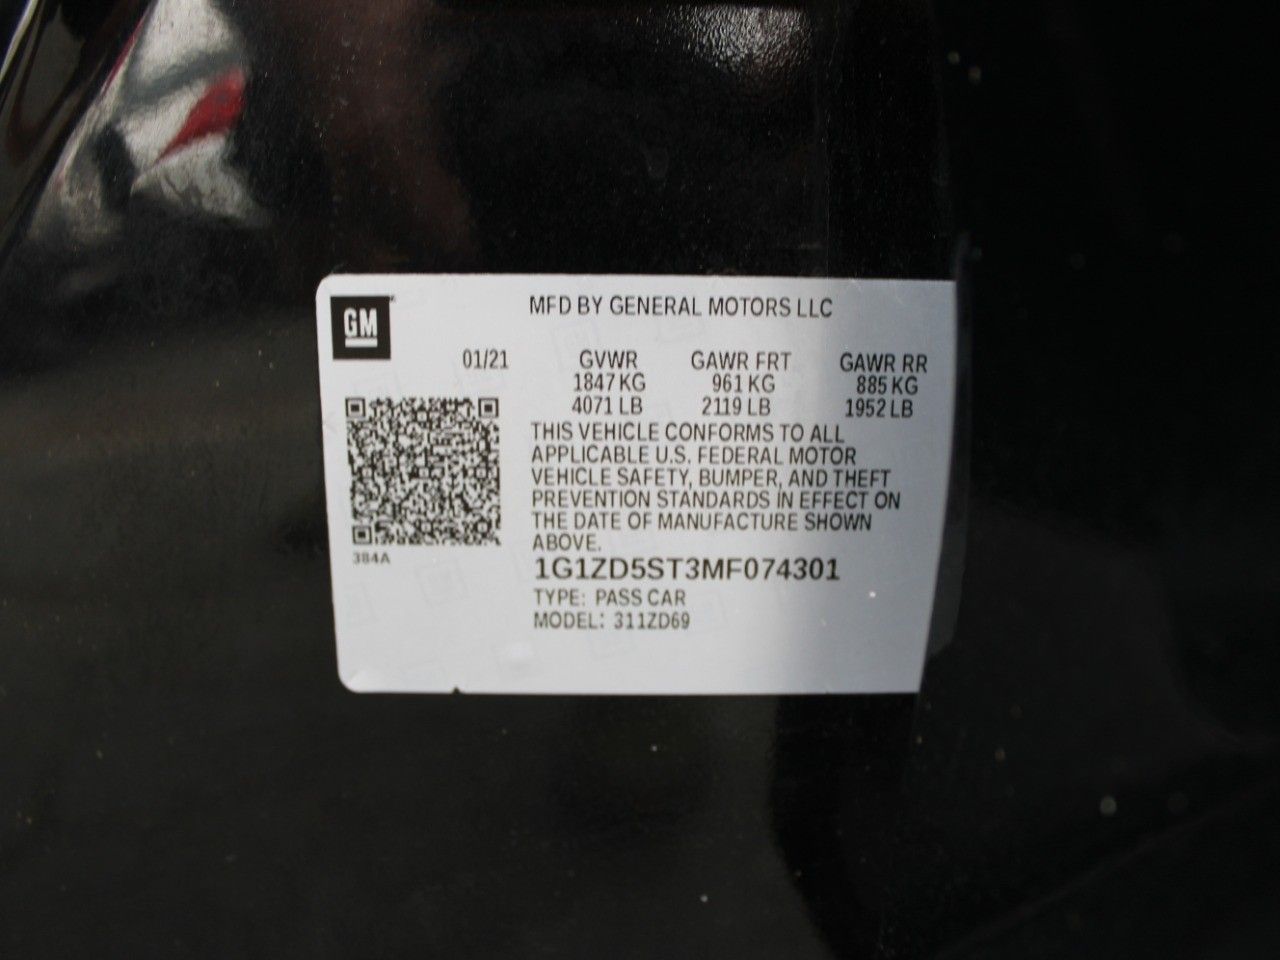 GM
MFD BY GENERAL MOTORS LLC
01/21 GVWR GAWR FRT GAWR RR
1847 KG 961 KG 885 KG
4071 LB 2119 LB 1952 LB
THIS VEHICLE CONFORMS TO ALL
APPLICABLE U.S. FEDERAL MOTOR
VEHICLE SAFETY, BUMPER, AND THEFT
PREVENTION STANDARDS IN EFFECT ON
THE DATE OF MANUFACTURE SHOWN
ABOVE.
384A
1G1ZD5ST3MF074301
TYPE: PASS CAR
MODEL: 311ZD69